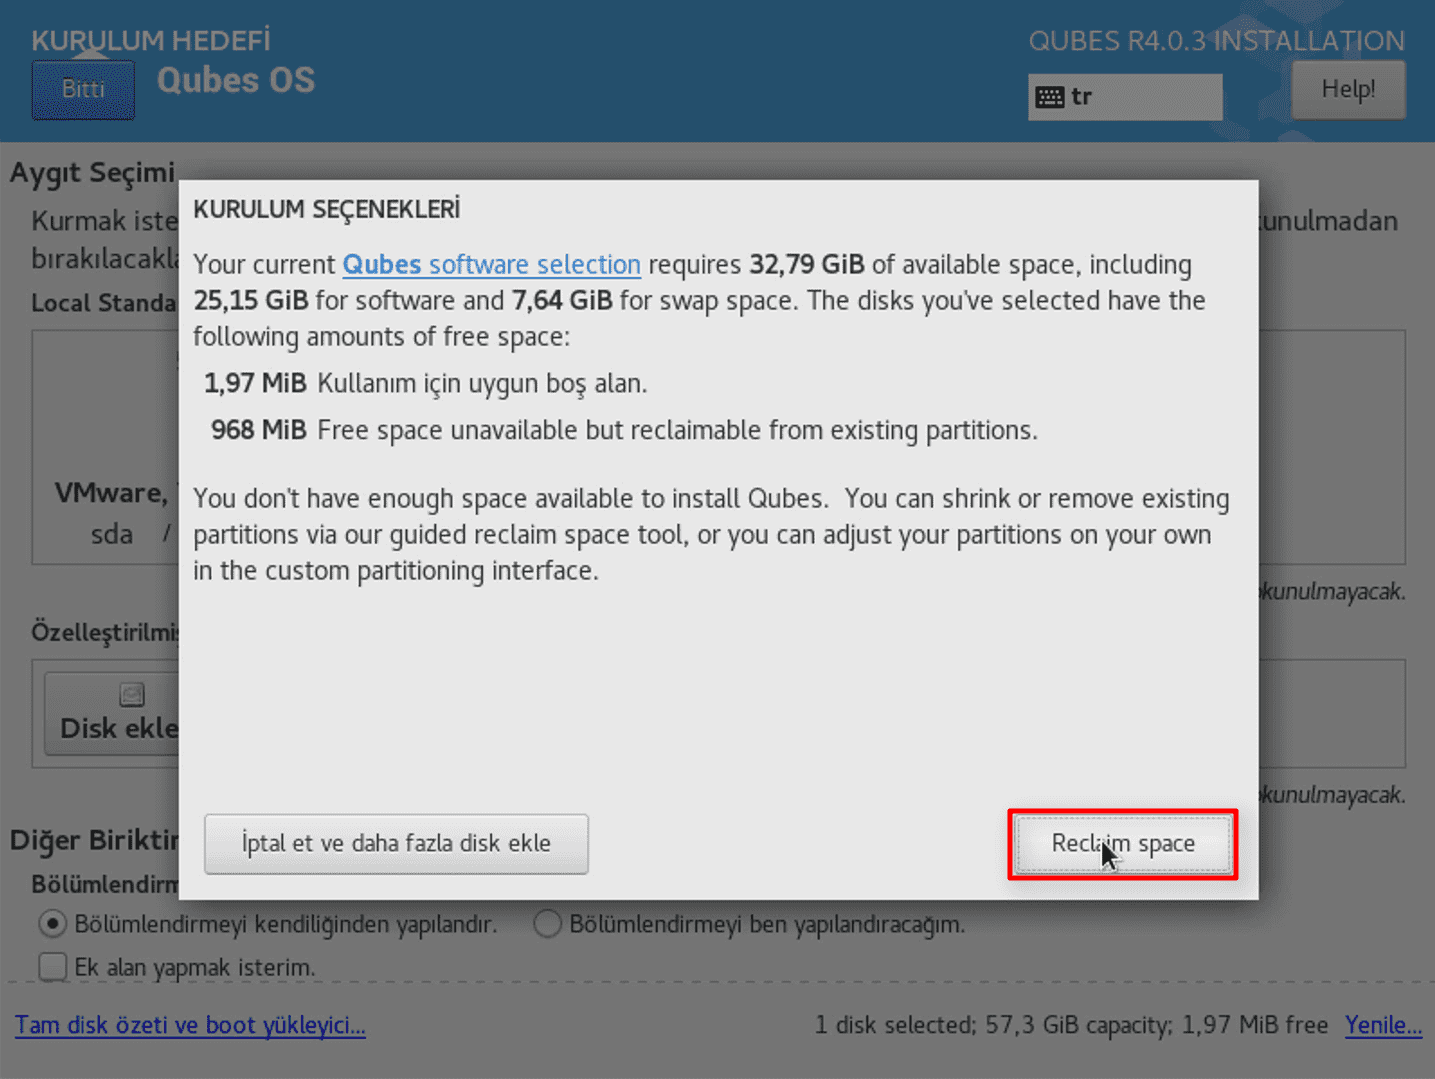 KURULUM HEDEFİ
QUBES R4.0.3 INSTALLATION
Bitti
Qubes OS
tr
Help!
Aygıt Seçimi
Kurmak iste
kunulmadan
bırakılacakla
Local Standa
KURULUM SEÇENEKLERİ
Your current Qubes software selection requires 32,79 GiB of available space, including
25,15 GiB for software and 7,64 GiB for swap space. The disks you've selected have the
following amounts of free space:
1,97 MiB Kullanım için uygun boş alan.
968 MiB Free space unavailable but reclaimable from existing partitions.
VMware,
sda /
You don't have enough space available to install Qubes.  You can shrink or remove existing
partitions via our guided reclaim space tool, or you can adjust your partitions on your own
in the custom partitioning interface.
okunulmayacak.
Özelleştirilmiş
Disk ekle
okunulmayacak.
İptal et ve daha fazla disk ekle
Reclaim space
Diğer Biriktir
Bölümlendirm
Bölümlendirmeyi kendiliğinden yapılandır.
Bölümlendirmeyi ben yapılandıracağım.
Ek alan yapmak isterim.
Tam disk özeti ve boot yükleyici...
1 disk selected; 57,3 GiB capacity; 1,97 MiB free Yenile...